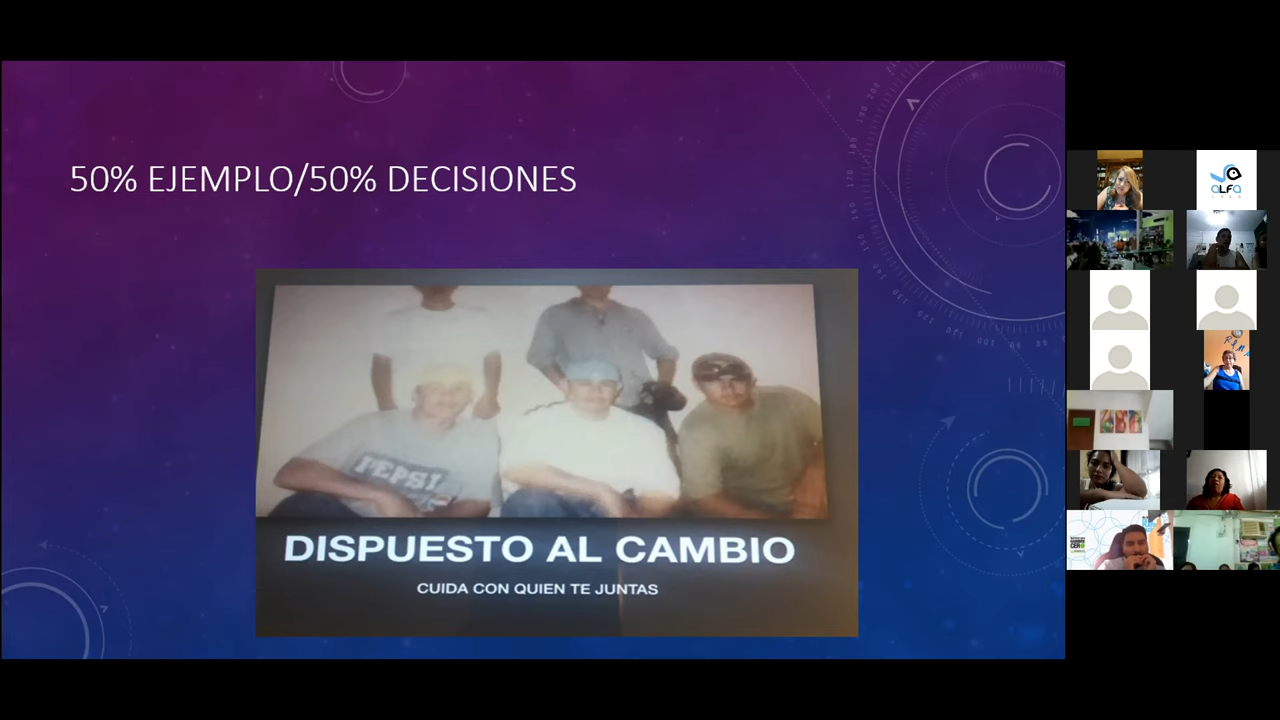 50% EJEMPLO/50% DECISIONES
PEPSI
DISPUESTO AL CAMBIO
CUIDA CON QUIEN TE JUNTAS
aLFa